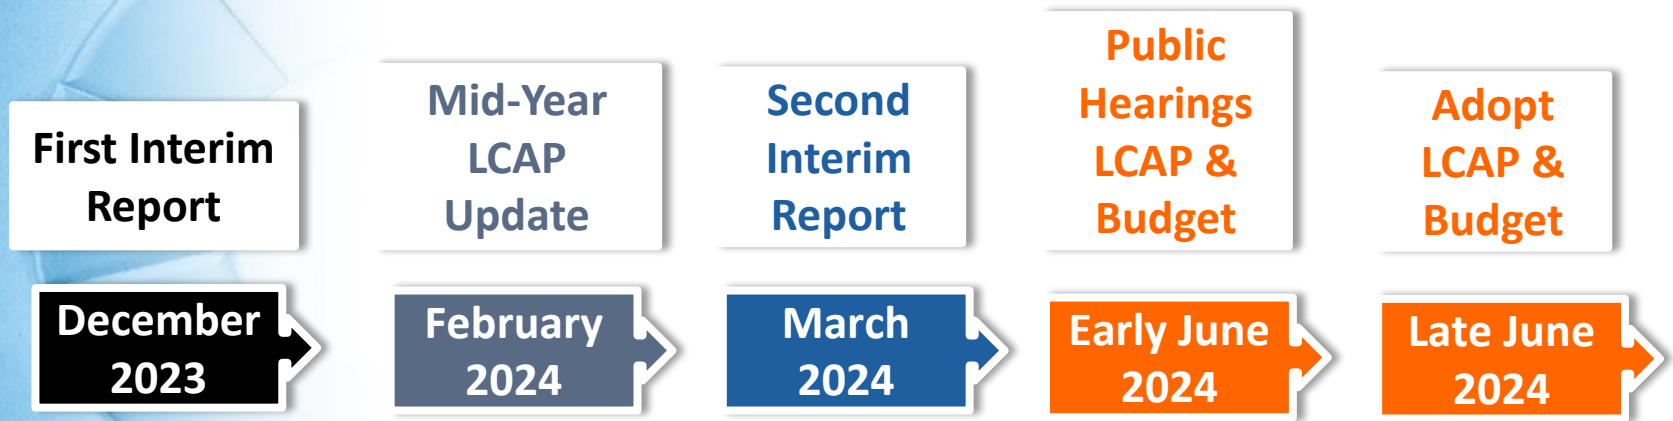 First Interim
Report
Mid-Year
LCAP
Update
Second
Interim
Report
Public
Hearings
LCAP &
Budget
Adopt
LCAP &
Budget
December
2023
February
2024
March
2024
Early June
2024
Late June
2024